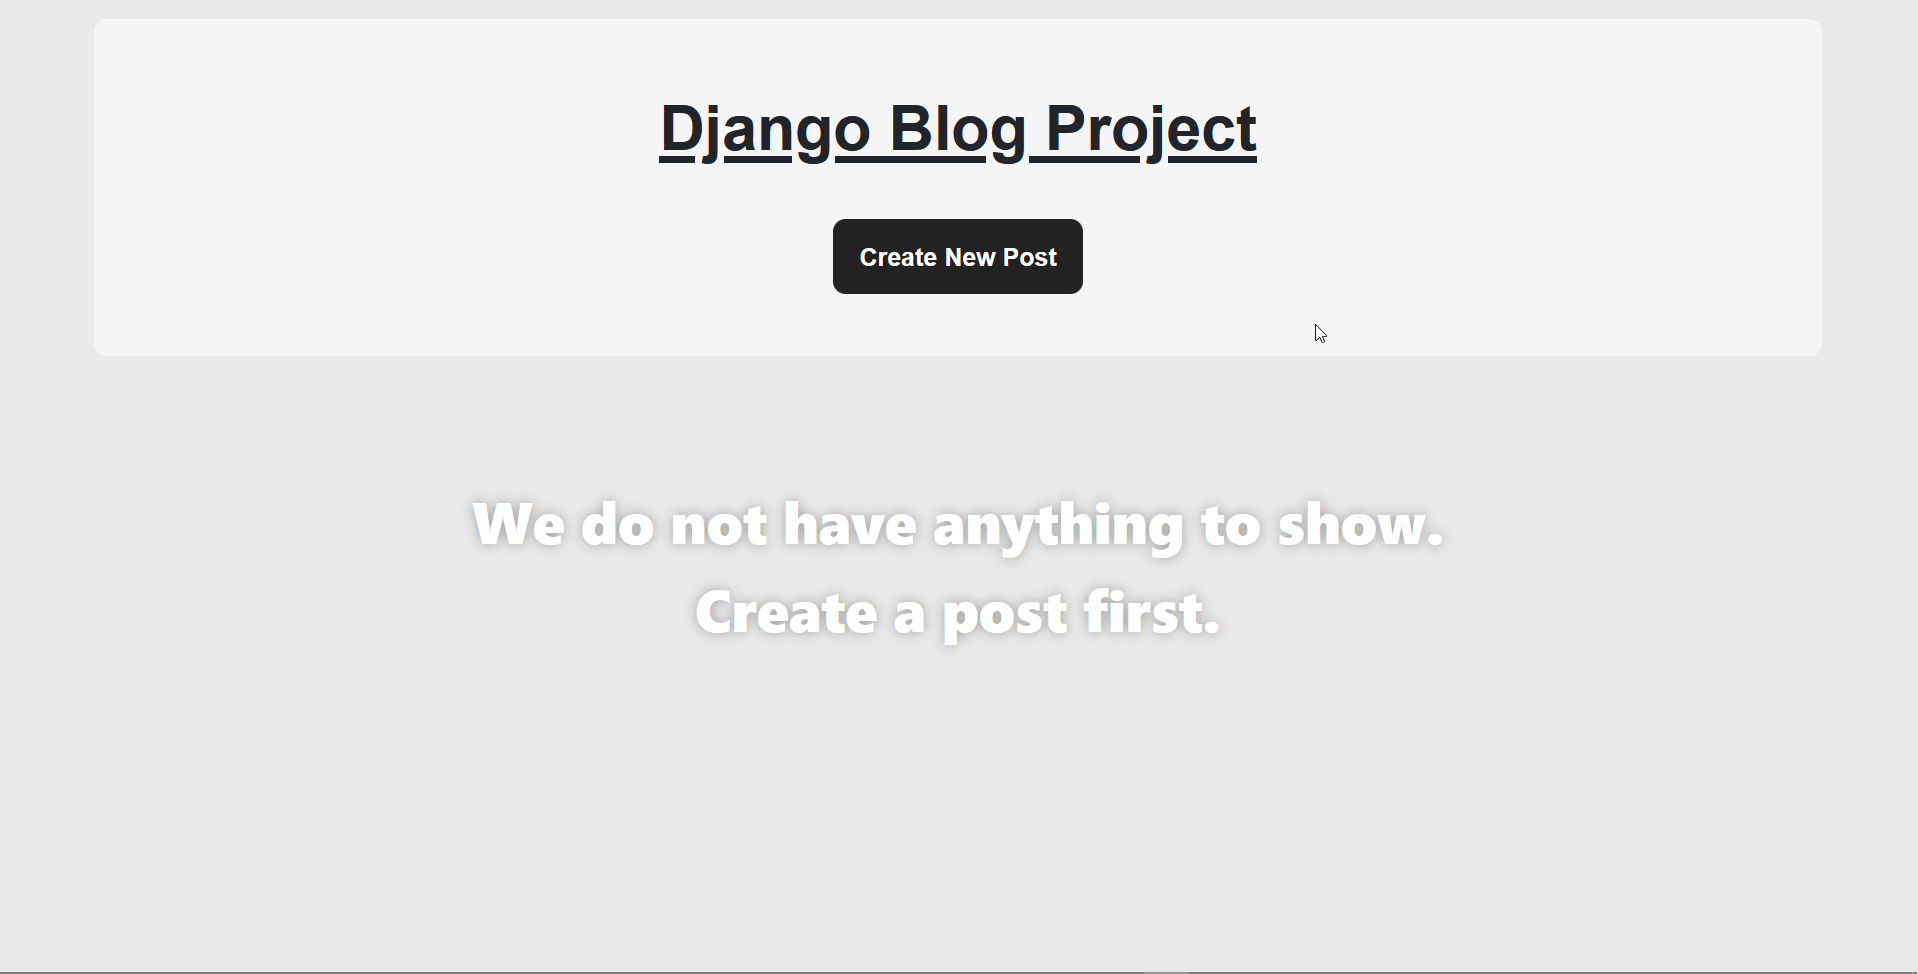 Django Blog Project
Create New Post
We do not have anything to show.
Create a post first.